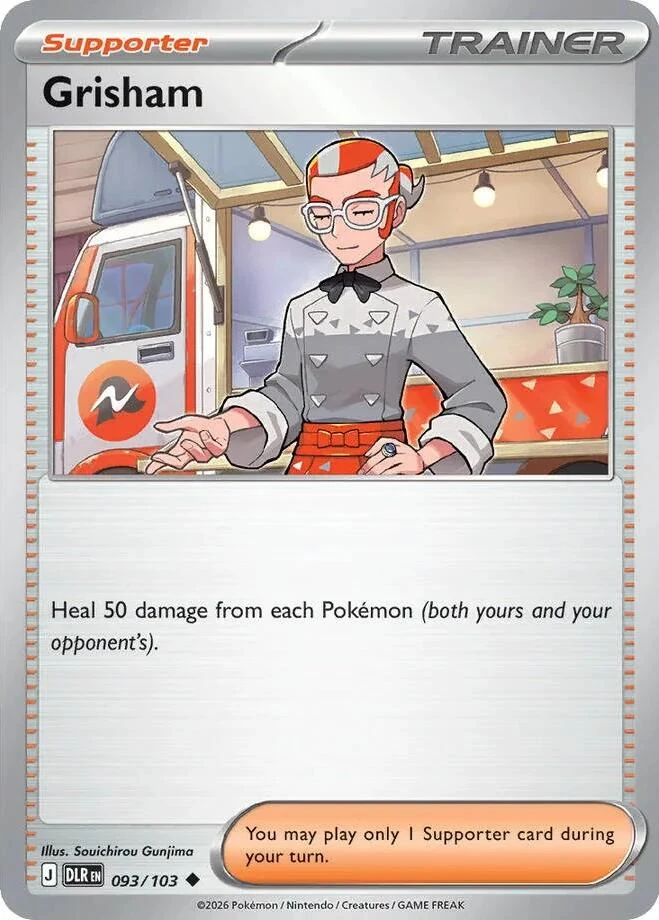 Supporter
TRAINER
Grisham
Heal 50 damage from each Pokémon (both yours and your
opponent's).
You may play only 1 Supporter card during
your turn.
Illus. Souichirou Gunjima
J DLR EN 093/103
©2026 Pokémon / Nintendo / Creatures / GAME FREAK